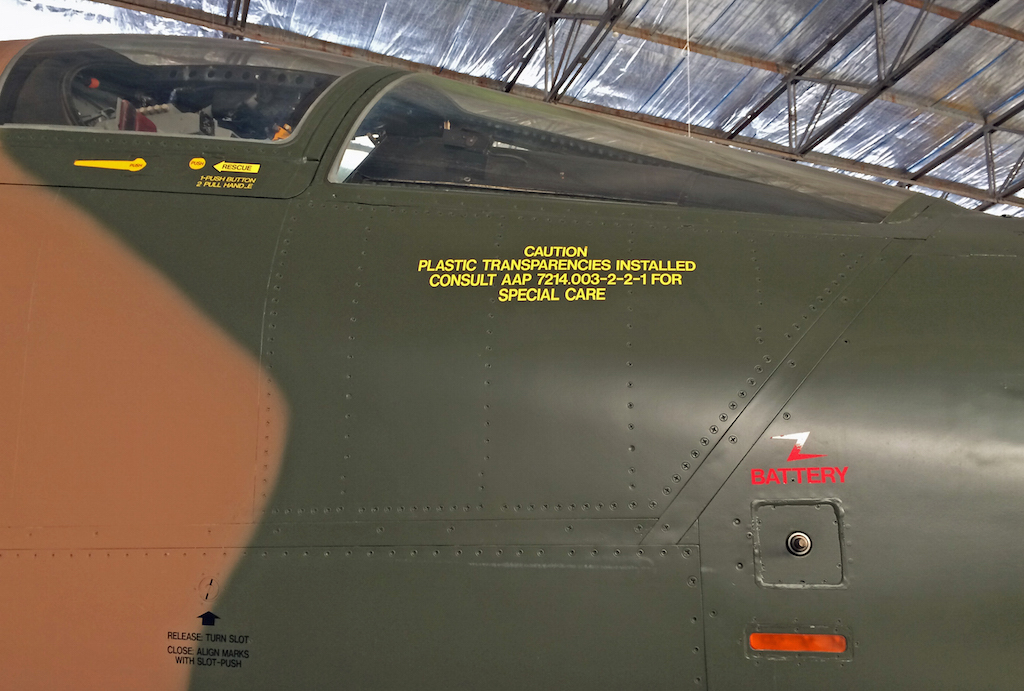 PUSH
RESCUE
1-PUSH BUTTON
2 PULL HANDLE
CAUTION
PLASTIC TRANSPARENCIES INSTALLED
CONSULT AAP 7214.003-2-2-1 FOR
SPECIAL CARE
BATTERY
RELEASE: TURN SLOT
CLOSE: ALIGN MARKS
WITH SLOT-PUSH